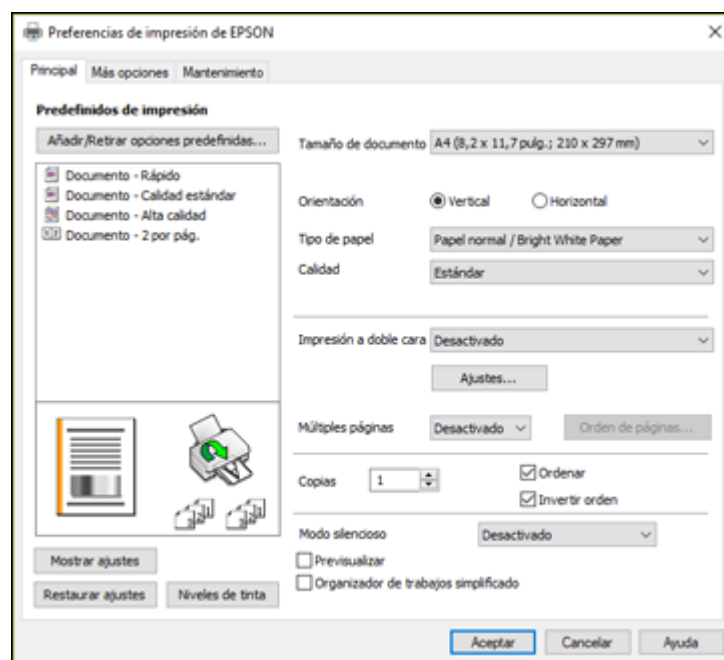 Preferencias de impresión de EPSON
Principal Más opciones Mantenimiento
Predefinidos de impresión
Añadir/Retirar opciones predefinidas...
Documento - Rápido
Documento - Calidad estándar
Documento - Alta calidad
Documento - 2 por pág.
Mostrar ajustes
Restaurar ajustes Niveles de tinta
Tamaño de documento A4 (8,2 x 11,7 pulg.; 210 x 297 mm)
Orientación Vertical Horizontal
Tipo de papel Papel normal / Bright White Paper
Calidad Estándar
Impresión a doble cara Desactivado
Ajustes...
Múltiples páginas Desactivado Orden de páginas...
Copias 1 Ordenar
Invertir orden
Modo silencioso Desactivado
Previsualizar
Organizador de trabajos simplificado
Aceptar Cancelar Ayuda